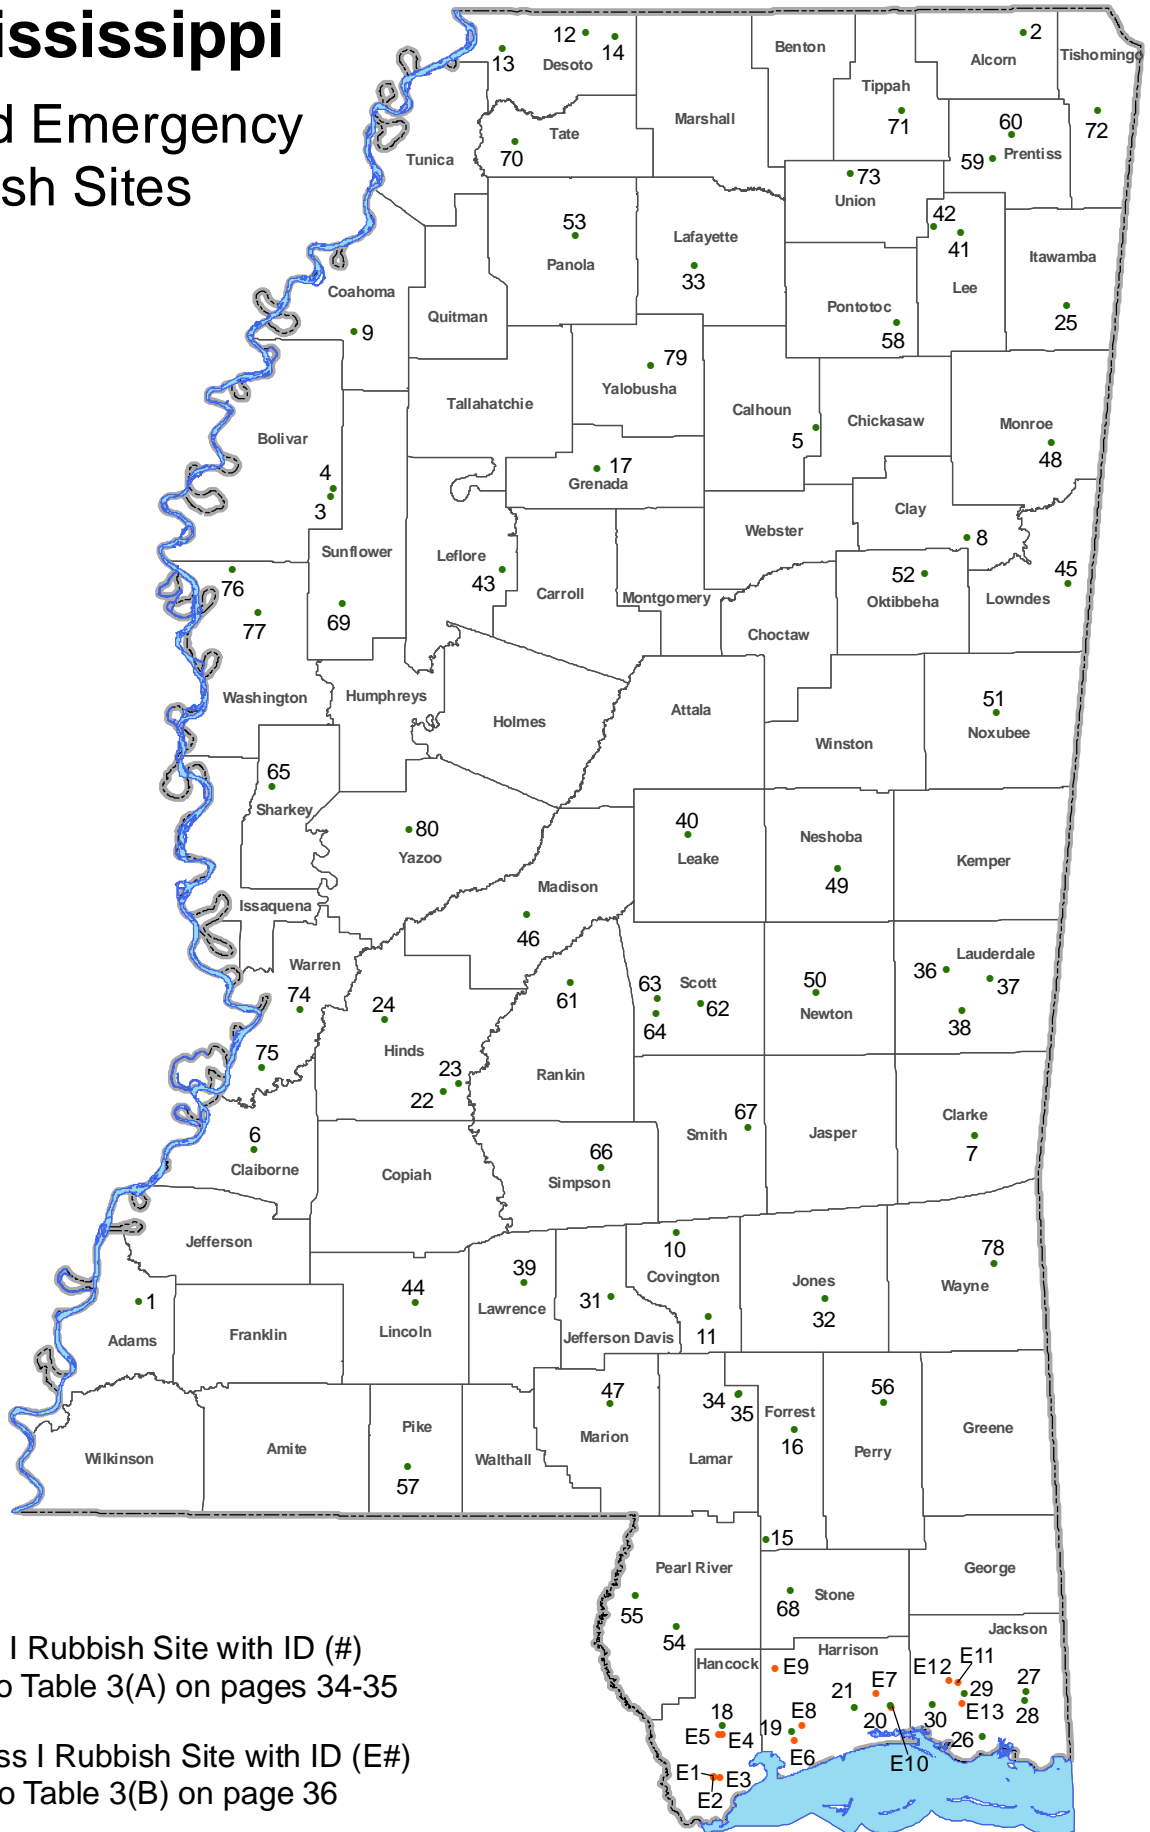 ississippi
d Emergency
sh Sites
12
14
13
Desoto
Benton
2
Alcorn
Tishomingo
Tippah
71
Marshall
Tate
70
Tunica
60
59
Prentiss
72
73
Union
42
41
Lee
Itawamba
25
53
Panola
Lafayette
33
Pontotoc
58
Coahoma
9
Quitman
79
Yalobusha
Tallahatchie
Calhoun
5
Chickasaw
Monroe
48
Bolivar
4
3
17
Grenada
Clay
8
Webster
Sunflower
69
Leflore
43
Carroll
Montgomery
52
Oktibbeha
45
Lowndes
76
77
Washington
Choctaw
Humphreys
Holmes
Attala
Winston
51
Noxubee
65
Sharkey
80
Yazoo
40
Leake
Neshoba
49
Kemper
Madison
46
Issaquena
Warren
74
75
24
Hinds
23
22
61
Rankin
63
64
Scott
62
50
Newton
Lauderdale
36
37
38
6
Claiborne
Copiah
66
Simpson
67
Smith
Jasper
Clarke
7
Jefferson
1
Adams
Franklin
44
Lincoln
39
Lawrence
31
Jefferson Davis
10
Covington
11
Jones
32
78
Wayne
Wilkinson
Amite
Pike
57
Walthall
47
Marion
34
35
Lamar
Forrest
16
56
Perry
Greene
15
Pearl River
55
54
68
Stone
George
I Rubbish Site with ID (#)
o Table 3(A) on pages 34-35
ss I Rubbish Site with ID (E#)
o Table 3(B) on page 36
Hancock
18
E5
E4
E1
E3
E2
Harrison
E9
E8
19
E6
21
E7
20
E10
Jackson
E12
E11
29
E13
30
26
27
28